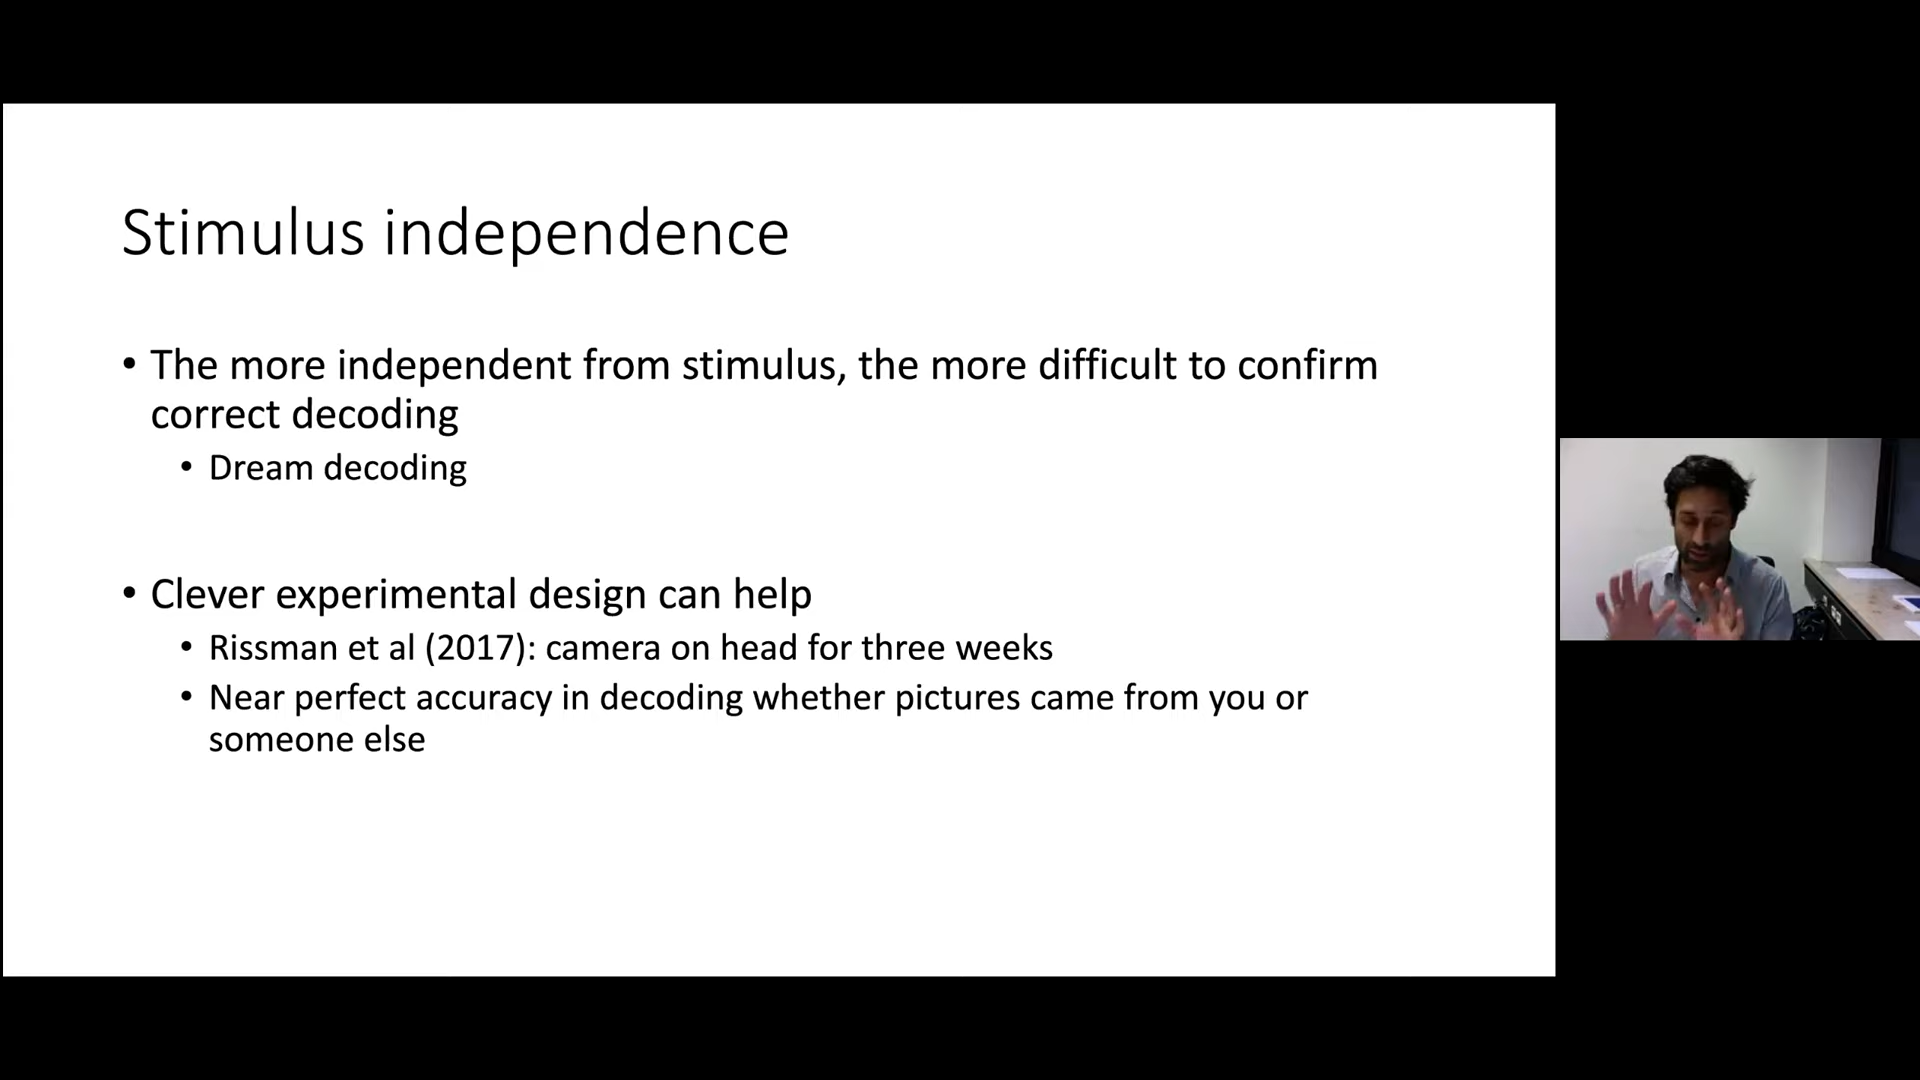 Stimulus independence
• The more independent from stimulus, the more difficult to confirm
correct decoding
• Dream decoding
• Clever experimental design can help
• Rissman et al (2017): camera on head for three weeks
• Near perfect accuracy in decoding whether pictures came from you or
someone else